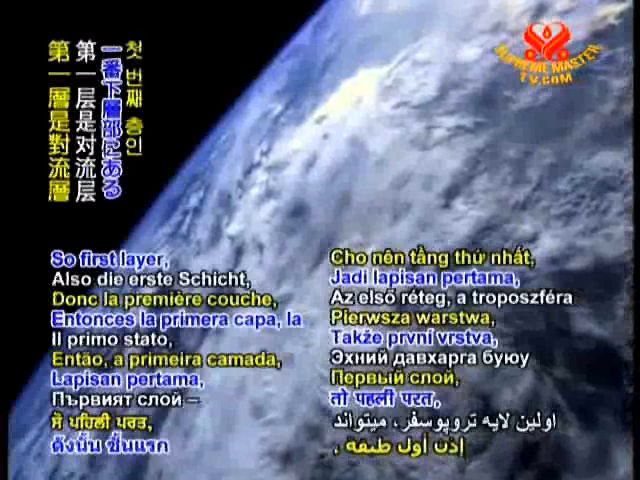 SUPREME MASTER
TV.COM
첫 번째 층인
一番下層部にある
第一层是对流层
第一層是對流層
So first layer,
Also die erste Schicht,
Donc la première couche,
Entonces la primera capa, la
Il primo stato,
Então, a primeira camada,
Lapisan pertama,
Първият слой –
ਸੋ ਪਹਿਲੀ ਪਰਤ,
ดังนั้น ชั้นแรก
Cho nên tầng thứ nhất,
Jadi lapisan pertama,
Az első réteg, a troposzféra
Pierwsza warstwa,
Takže první vrstva,
Эхний давхарга буюу
Первый слой,
तो पहली परत,
اولین لایه تروپوسفر، میتواند
إذن أول طبقة ،